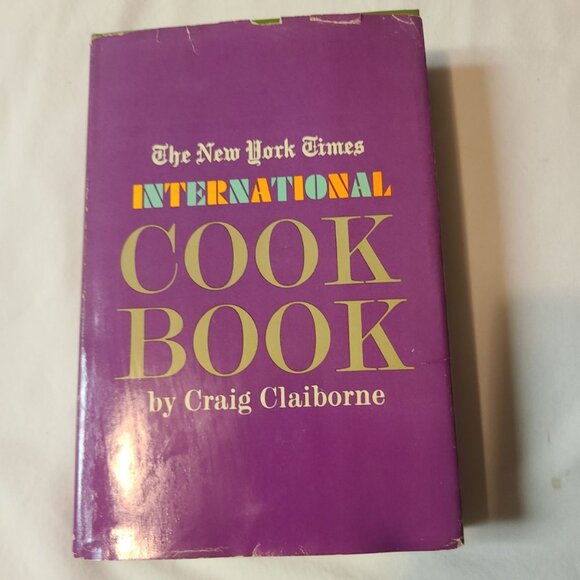 The New York Times
INTERNATIONAL
COOK
BOOK
by Craig Claiborne